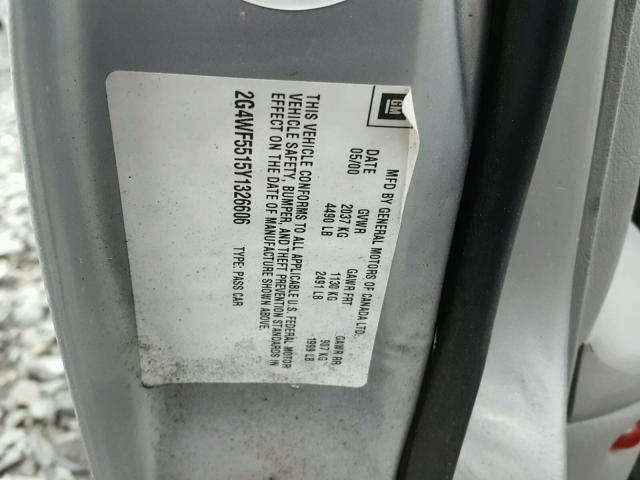 GM
MFD BY GENERAL MOTORS OF CANADA LTD.
DATE GVWR GAWR FRT GAWR RR
05/00 2037 KG 1130 KG 907 KG
4490 LB 2491 LB 1999 LB
THIS VEHICLE CONFORMS TO ALL APPLICABLE U.S. FEDERAL MOTOR
VEHICLE SAFETY, BUMPER, AND THEFT PREVENTION STANDARDS IN
EFFECT ON THE DATE OF MANUFACTURE SHOWN ABOVE.
2G4WF5515Y1326606 TYPE: PASS CAR